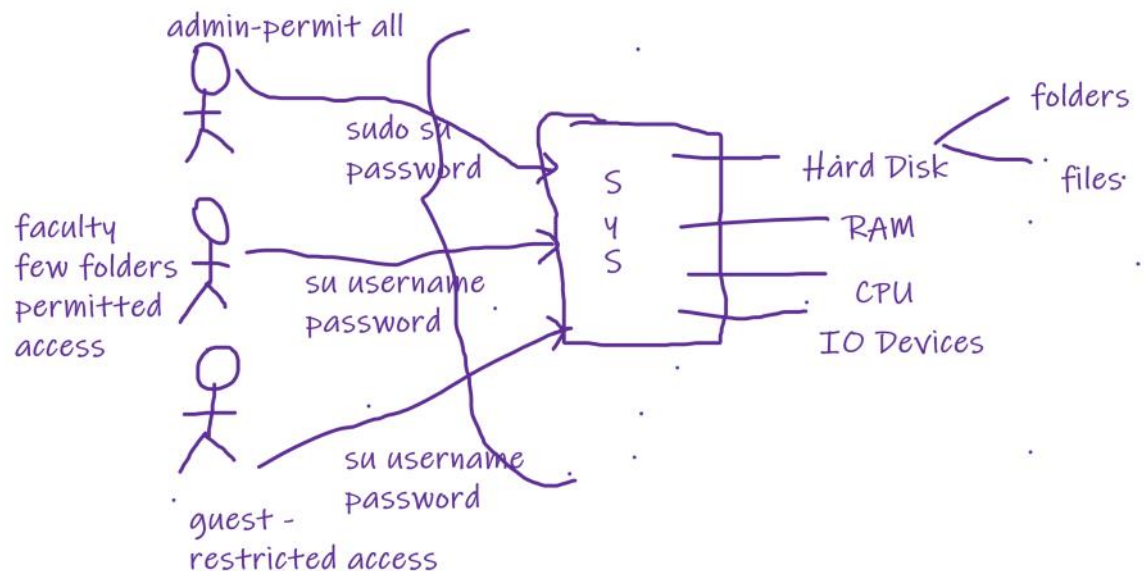 admin-permit all
sudo su
password
faculty
few folders
permitted
access
su username
password
su username
password
guest -
restricted access
S
y
S
Hard Disk
folders
files
RAM
CPU
IO Devices